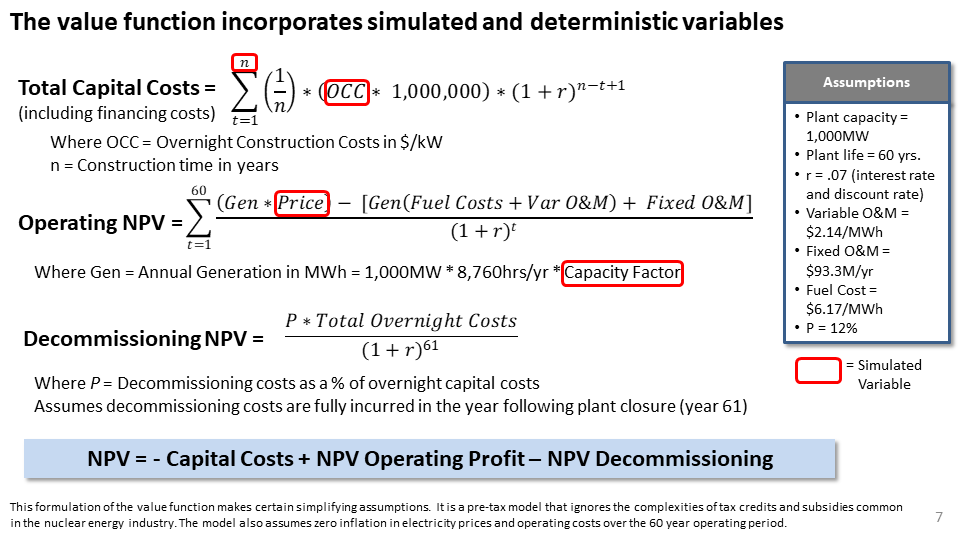 The value function incorporates simulated and deterministic variables
Total Capital Costs = ∑_{t=1}^{n} (1/n) ∗ (OCC ∗ 1,000,000) ∗ (1 + r)^{n−t+1}
(including financing costs)
Where OCC = Overnight Construction Costs in $/kW
n = Construction time in years
Operating NPV = ∑_{t=1}^{60} (Gen ∗ Price) − [Gen(Fuel Costs + Var O&M) + Fixed O&M] / (1 + r)^t
Where Gen = Annual Generation in MWh = 1,000MW * 8,760hrs/yr * Capacity Factor
Decommissioning NPV = P ∗ Total Overnight Costs / (1 + r)^{61}
Where P = Decommissioning costs as a % of overnight capital costs
Assumes decommissioning costs are fully incurred in the year following plant closure (year 61)
NPV = - Capital Costs + NPV Operating Profit – NPV Decommissioning
Assumptions
• Plant capacity =
1,000MW
• Plant life = 60 yrs.
• r = .07 (interest rate
and discount rate)
• Variable O&M =
$2.14/MWh
• Fixed O&M =
$93.3M/yr
• Fuel Cost =
$6.17/MWh
• P = 12%
= Simulated
Variable
This formulation of the value function makes certain simplifying assumptions. It is a pre-tax model that ignores the complexities of tax credits and subsidies common
in the nuclear energy industry. The model also assumes zero inflation in electricity prices and operating costs over the 60 year operating period.
7